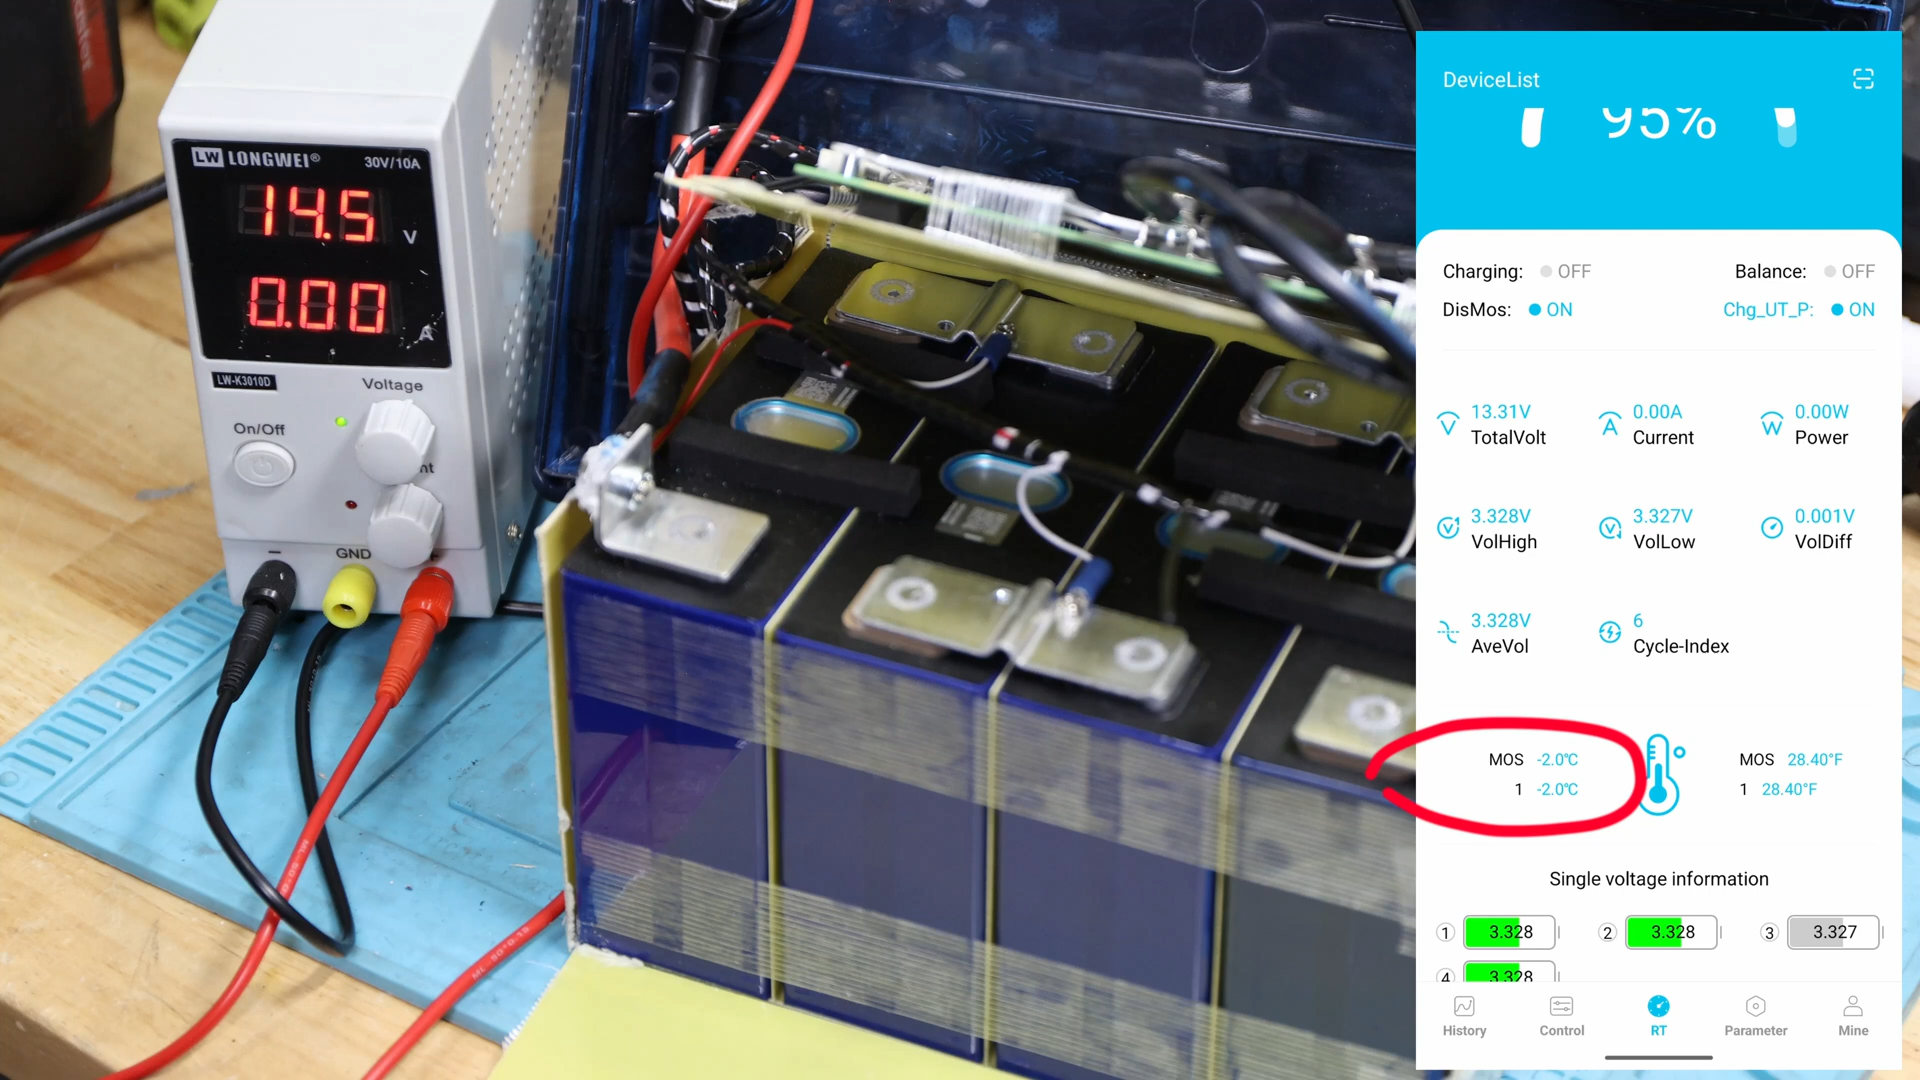 LW LONGWEI® 30V/10A
14.5 V
0.00 A
LW-K3010D
Voltage
On/Off
nt
− GND
DeviceList
95%
Charging: OFF Balance: OFF
DisMos: ON Chg_UT_P: ON
13.31V 0.00A 0.00W
V TotalVolt A Current W Power
3.328V 3.327V 0.001V
VolHigh VolLow VolDiff
3.328V 6
AveVol Cycle-Index
MOS -2.0℃ MOS 28.40°F
1 -2.0℃ 1 28.40°F
Single voltage information
1 3.328 2 3.328 3 3.327
4 3.328
History Control RT Parameter Mine